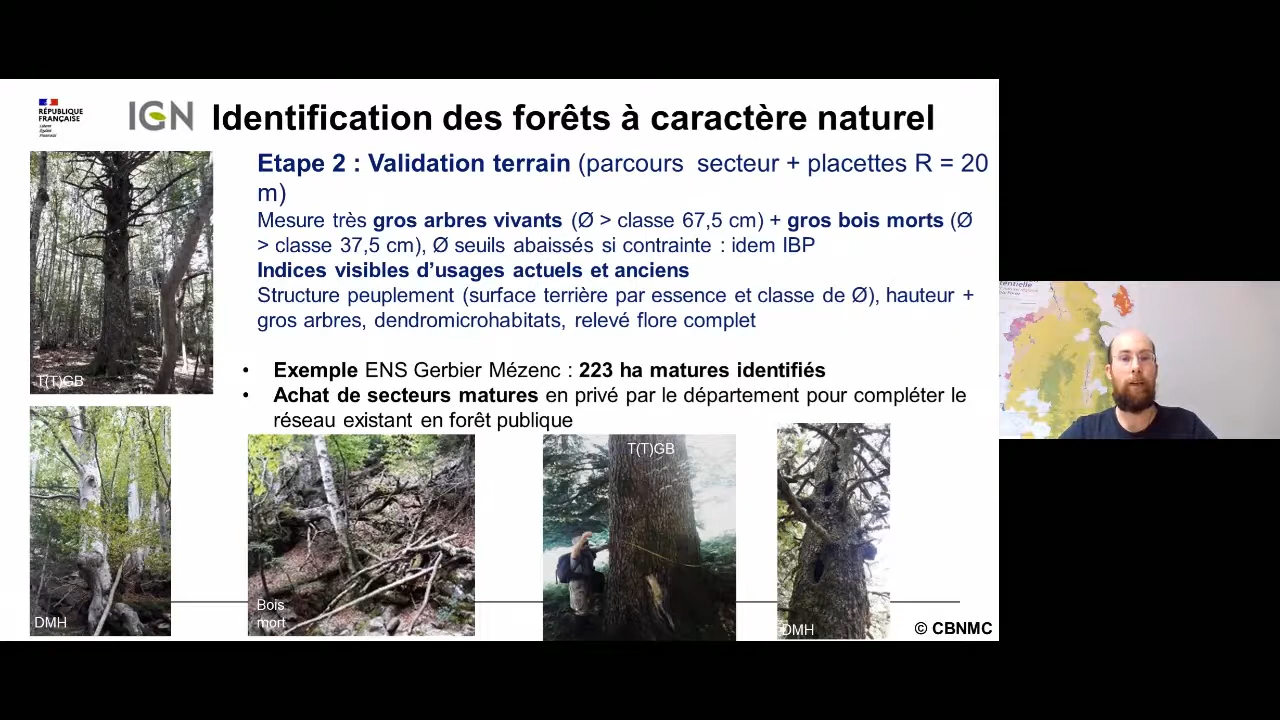 RÉPUBLIQUE
FRANÇAISE
Liberté
Égalité
Fraternité
IGN
Identification des forêts à caractère naturel
Etape 2 : Validation terrain (parcours secteur + placettes R = 20
m)
Mesure très gros arbres vivants (Ø > classe 67,5 cm) + gros bois morts (Ø
> classe 37,5 cm), Ø seuils abaissés si contrainte : idem IBP
Indices visibles d’usages actuels et anciens
Structure peuplement (surface terrière par essence et classe de Ø), hauteur +
gros arbres, dendromicrohabitats, relevé flore complet
• Exemple ENS Gerbier Mézenc : 223 ha matures identifiés
• Achat de secteurs matures en privé par le département pour compléter le
réseau existant en forêt publique
T(T)GB
DMH
Bois
mort
T(T)GB
DMH
© CBNMC